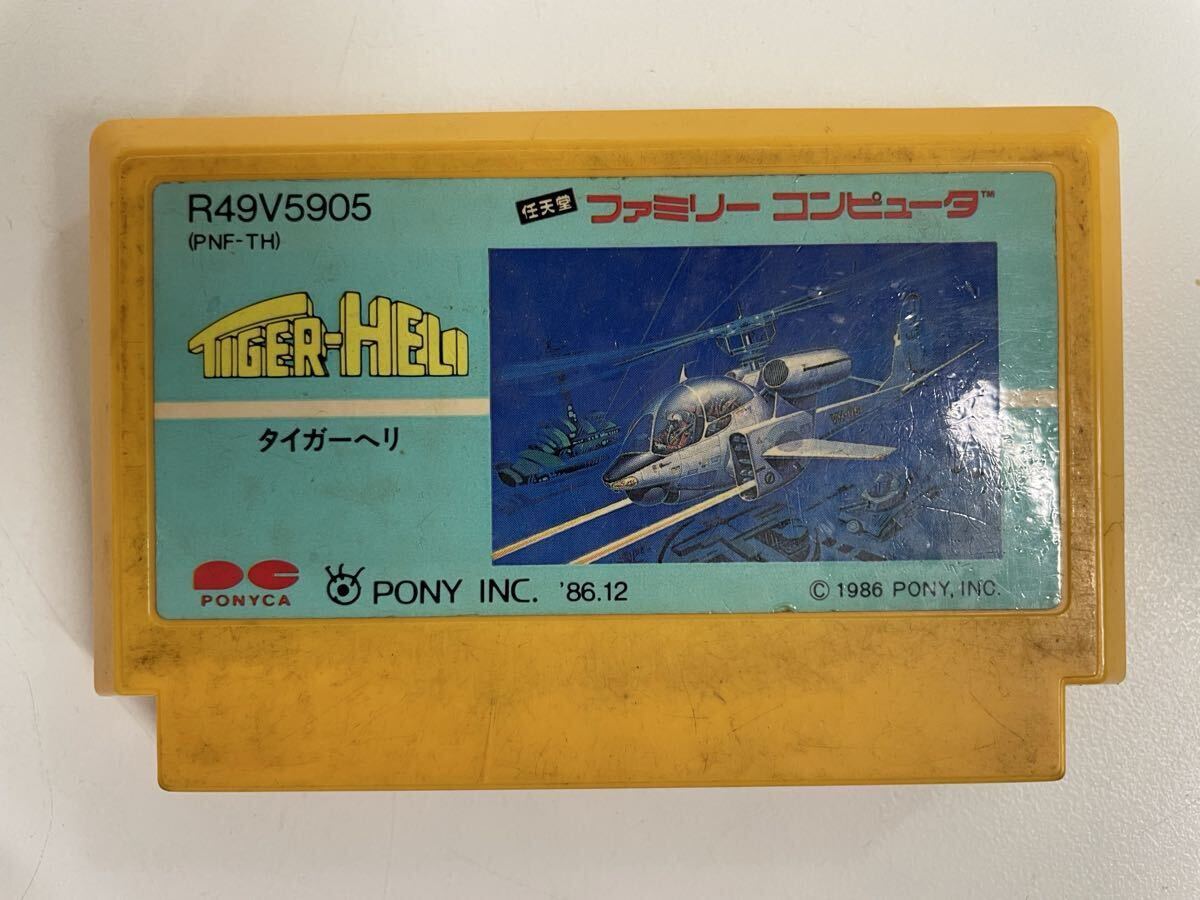 R49V5905
(PNF-TH)
任天堂 ファミリー コンピュータ™
TIGER-HELI
タイガーヘリ
PONYCA
PONY INC. '86.12
© 1986 PONY, INC.